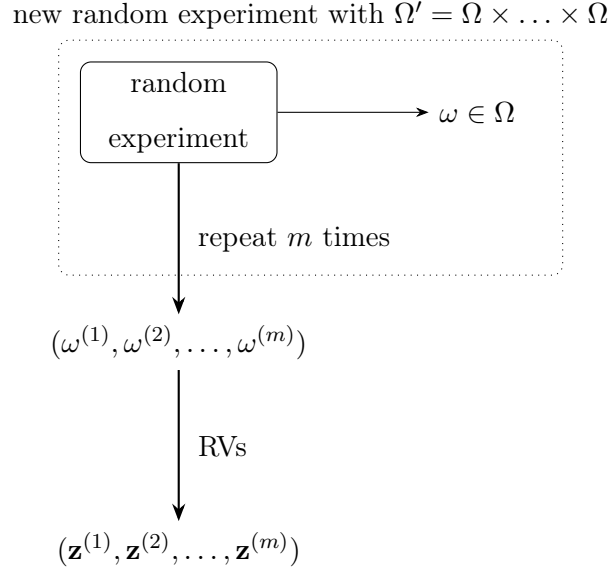 new random experiment with Ω′ = Ω × … × Ω
random
experiment
ω ∈ Ω
repeat m times
(ω⁽¹⁾, ω⁽²⁾, …, ω⁽ᵐ⁾)
RVs
(𝐳⁽¹⁾, 𝐳⁽²⁾, …, 𝐳⁽ᵐ⁾)